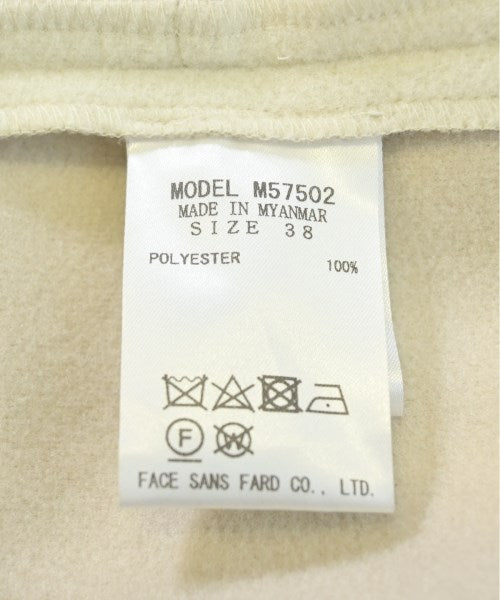 MODEL M57502
MADE IN MYANMAR
SIZE 38
POLYESTER 100%
F W
FACE SANS FARD CO., LTD.